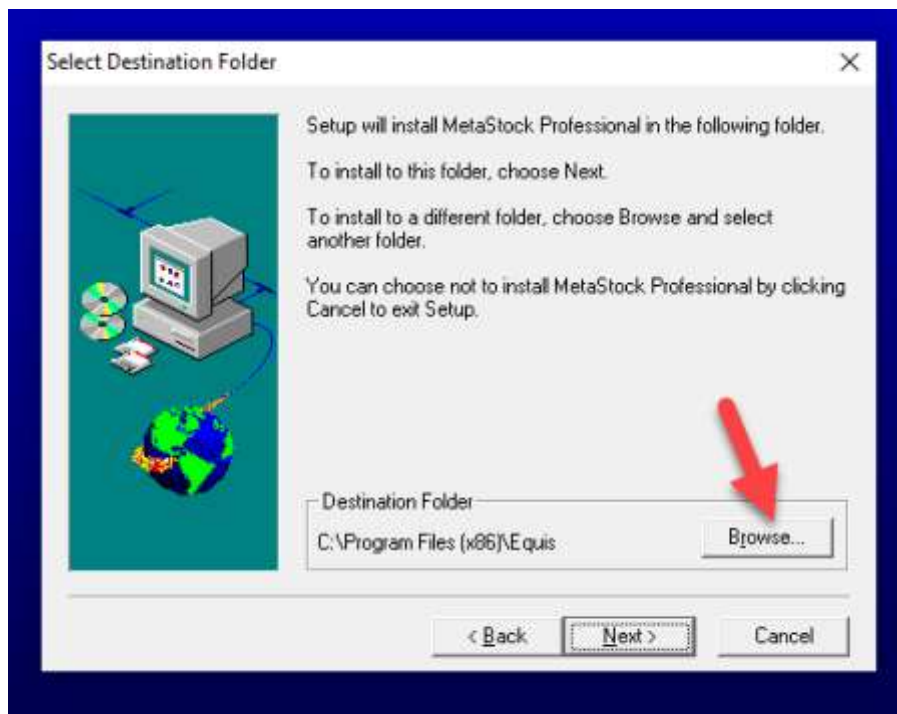 Select Destination Folder
Setup will install MetaStock Professional in the following folder.
To install to this folder, choose Next.
To install to a different folder, choose Browse and select
another folder.
You can choose not to install MetaStock Professional by clicking
Cancel to exit Setup.
Destination Folder
C:\Program Files (x86)\Equis
Browse...
< Back
Next >
Cancel